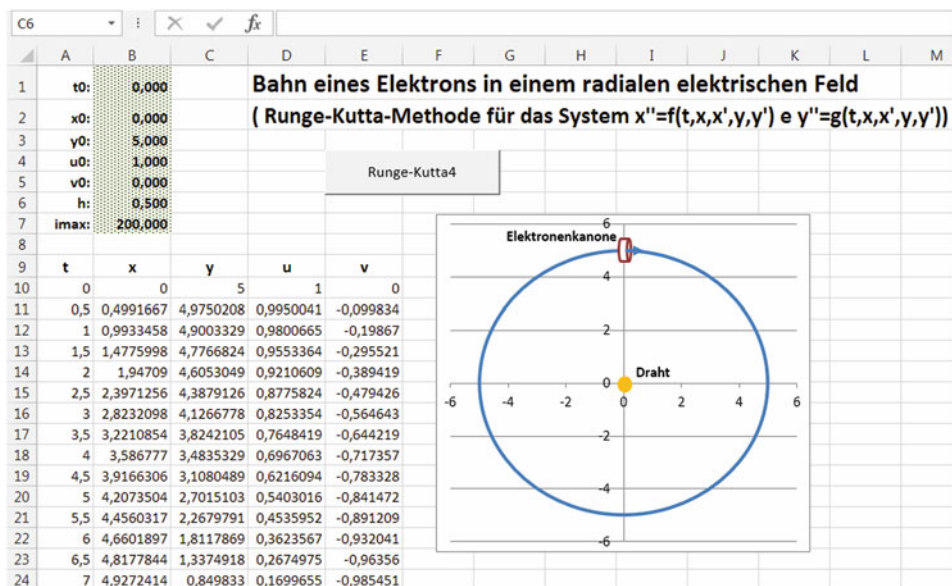 C6
fx
A B C D E F G H I J K L M
1 t0: 0,000 Bahn eines Elektrons in einem radialen elektrischen Feld
2 x0: 0,000 ( Runge-Kutta-Methode für das System x''=f(t,x,x',y,y') e y''=g(t,x,x',y,y'))
3 y0: 5,000
4 u0: 1,000
5 v0: 0,000
6 h: 0,500
7 imax: 200,000
Runge-Kutta4
8
9 t x y u v
10 0 0 5 1 0
11 0,5 0,4991667 4,9750208 0,9950041 -0,099834
12 1 0,9933458 4,9003329 0,9800665 -0,19867
13 1,5 1,4775998 4,7766824 0,9553364 -0,295521
14 2 1,94709 4,6053049 0,9210609 -0,389419
15 2,5 2,3971256 4,3879126 0,8775824 -0,479426
16 3 2,8232098 4,1266778 0,8253354 -0,564643
17 3,5 3,2210854 3,8242105 0,7648419 -0,644219
18 4 3,586777 3,4835329 0,6967063 -0,717357
19 4,5 3,9166306 3,1080489 0,6216094 -0,783328
20 5 4,2073504 2,7015103 0,5403016 -0,841472
21 5,5 4,4560317 2,2679791 0,4535952 -0,891209
22 6 4,6601897 1,8117869 0,3623567 -0,932041
23 6,5 4,8177844 1,3374918 0,2674975 -0,96356
24 7 4,9272414 0,849833 0,1699655 -0,985451
6
Elektronenkanone
4
2
Draht
0
-6 -4 -2 0 2 4 6
-2
-4
-6